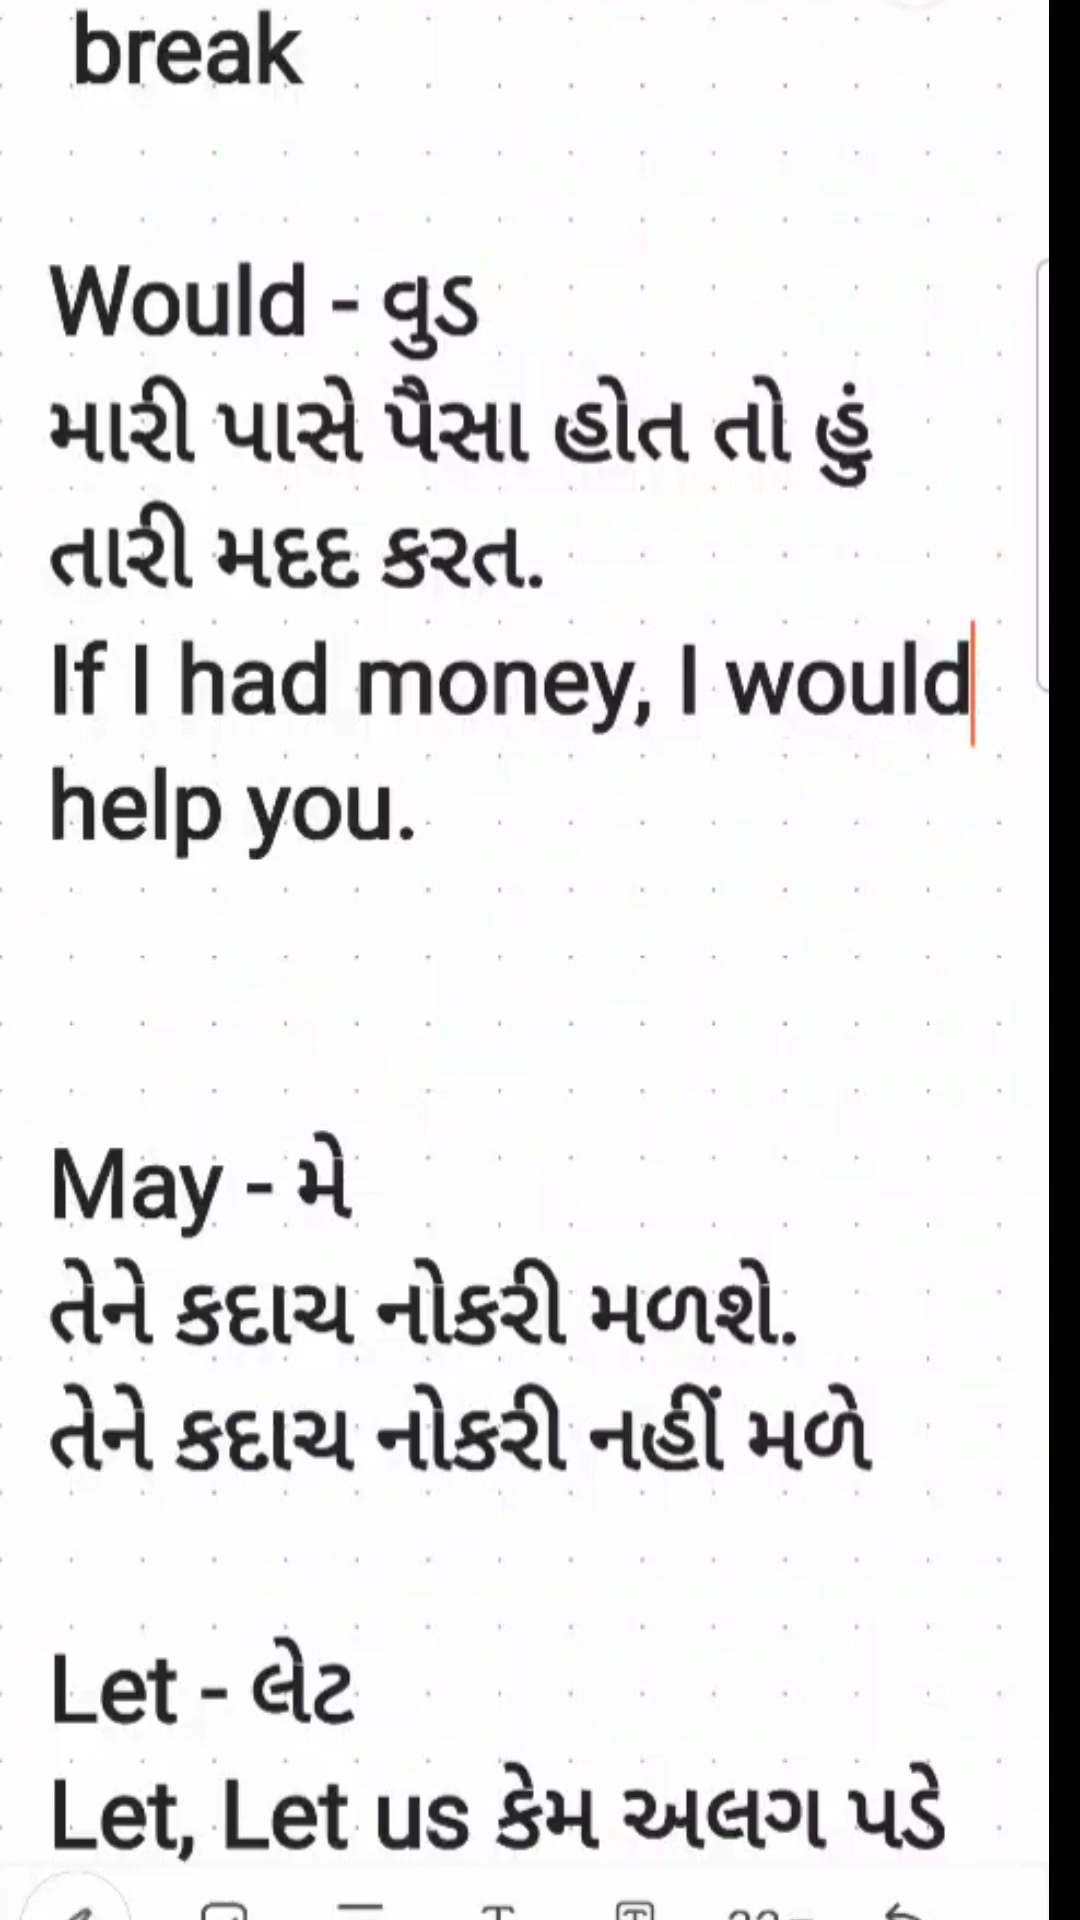 break
Would - વુડ
મારી પાસે પૈસા હોત તો હું
તારી મદદ કરત.
If I had money, I would
help you.
May - મે
તેને કદાચ નોકરી મળશે.
તેને કદાચ નોકરી નહીં મળે
Let - લેટ
Let, Let us કેમ અલગ પડે